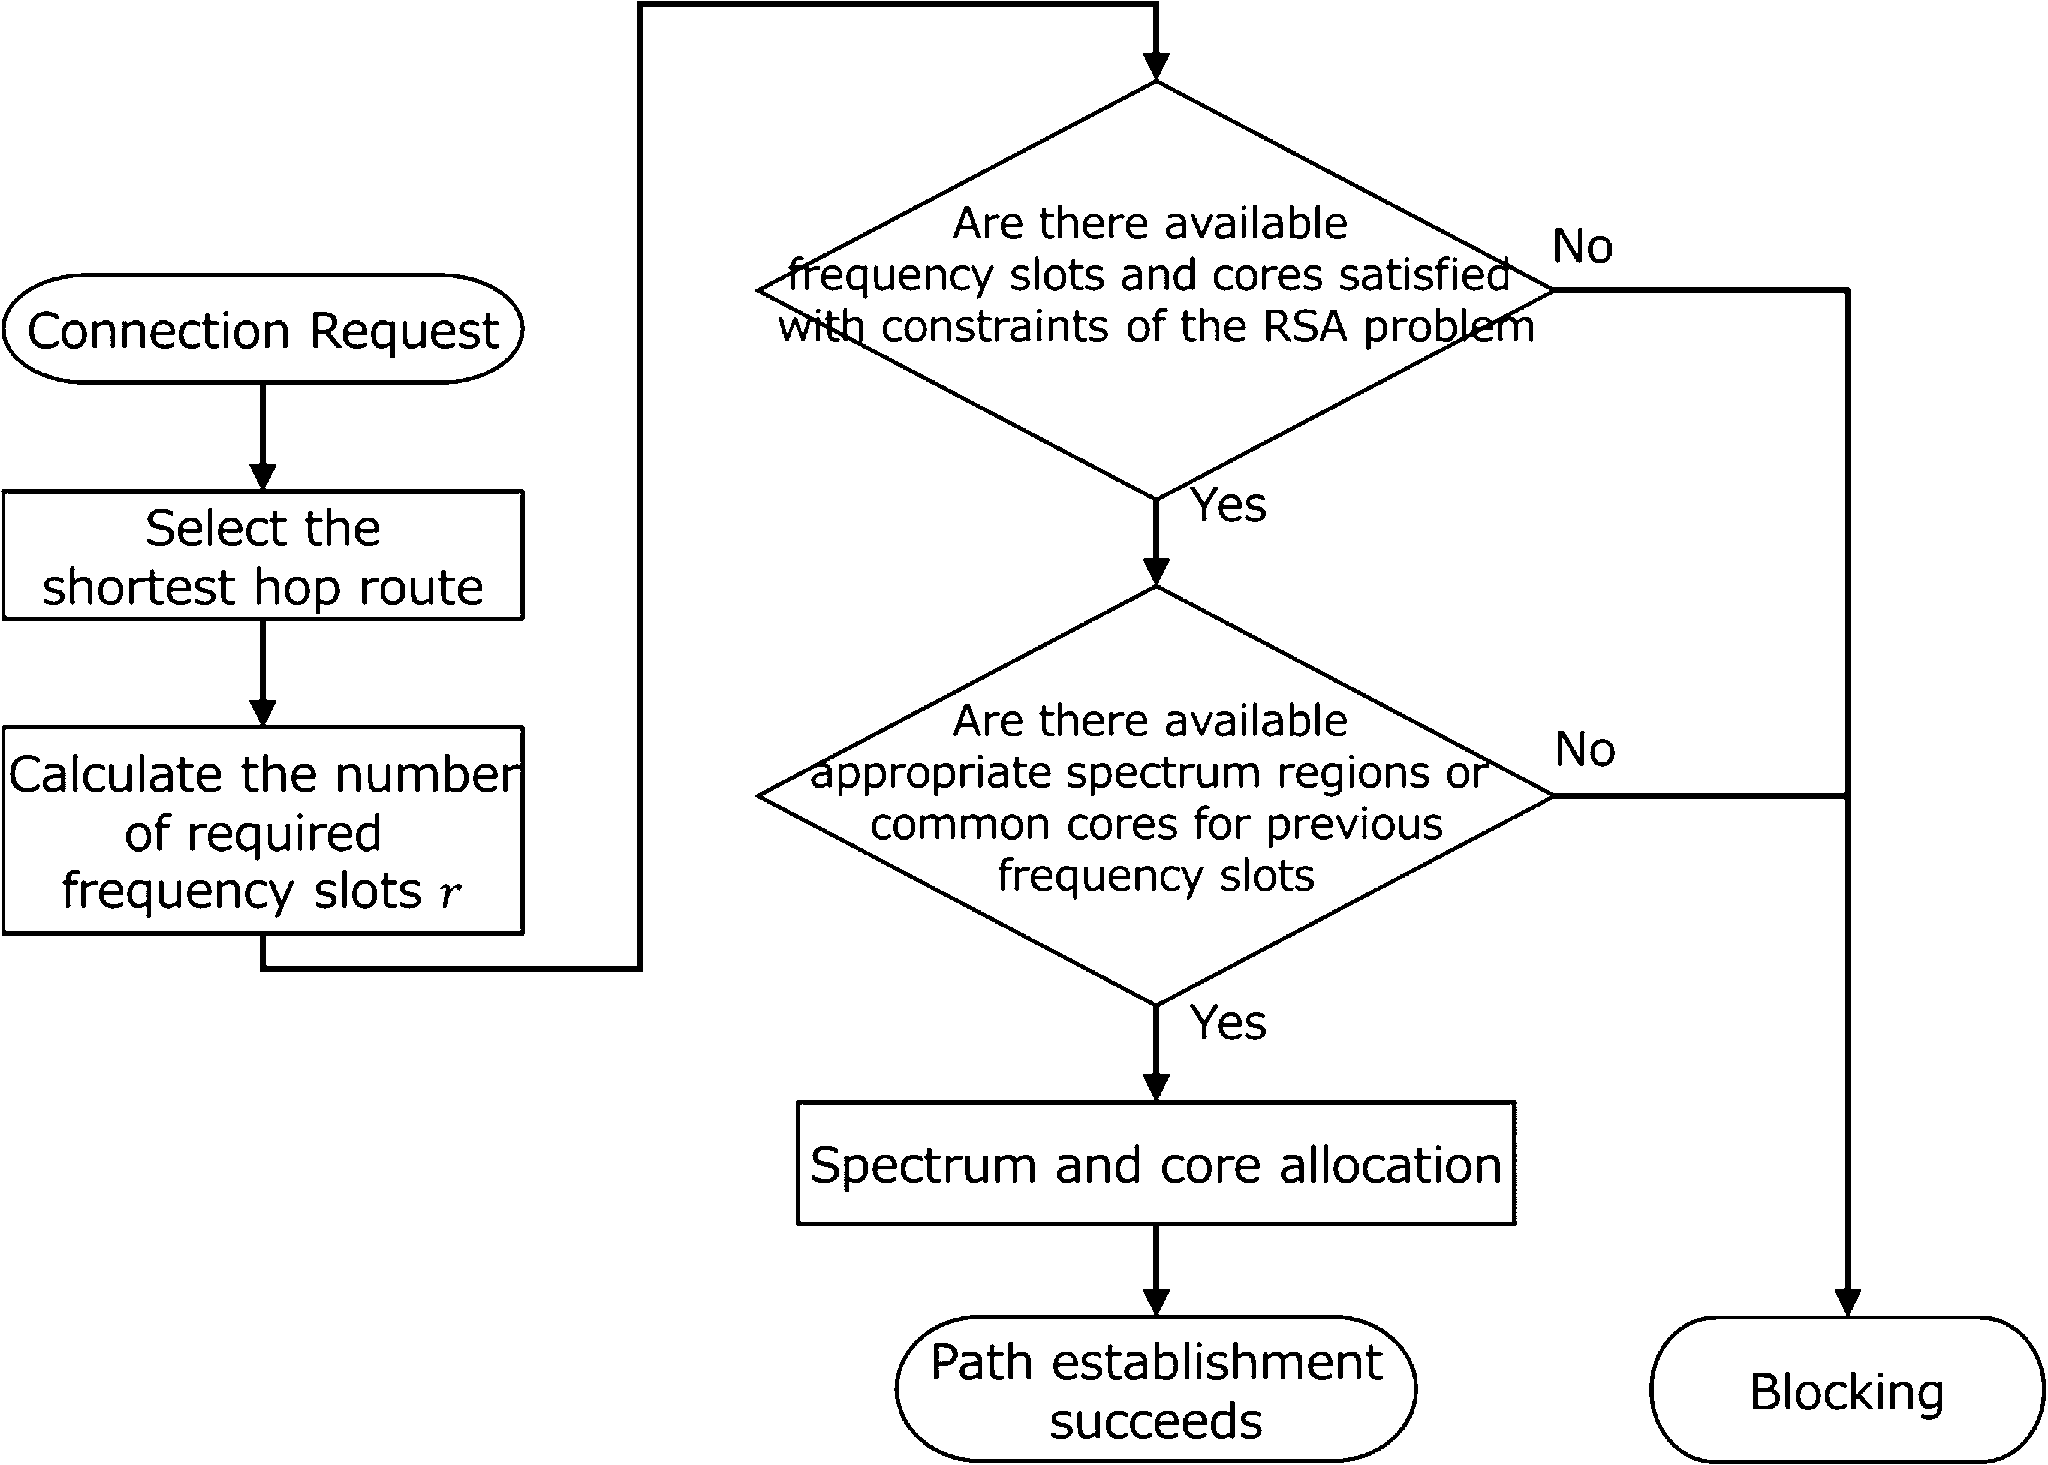 Connection Request
Select the
shortest hop route
Calculate the number
of required
frequency slots r
Are there available
frequency slots and cores satisfied
with constraints of the RSA problem
No
Yes
Are there available
appropriate spectrum regions or
common cores for previous
frequency slots
No
Yes
Spectrum and core allocation
Path establishment
succeeds
Blocking